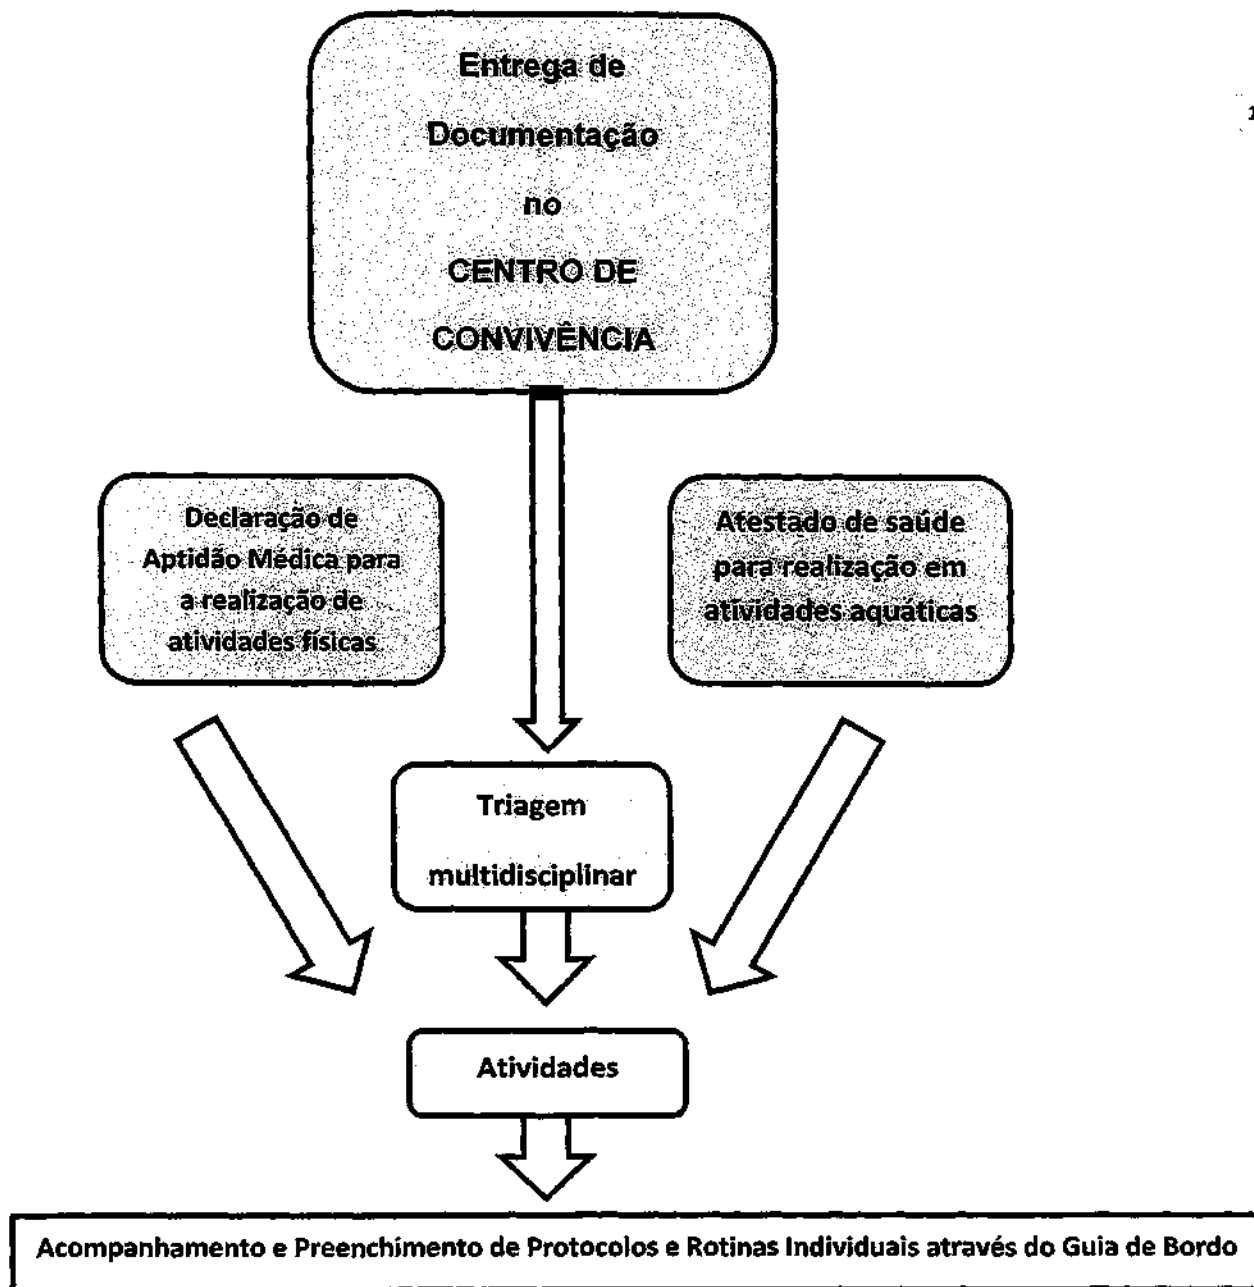 Entrega de
Documentação
no
CENTRO DE
CONVIVÊNCIA
1
Declaração de
Aptidão Médica para
a realização de
atividades físicas
Atestado de saúde
para realização em
atividades aquáticas
Triagem
multidisciplinar
Atividades
Acompanhamento e Preenchimento de Protocolos e Rotinas Individuais através do Guia de Bordo